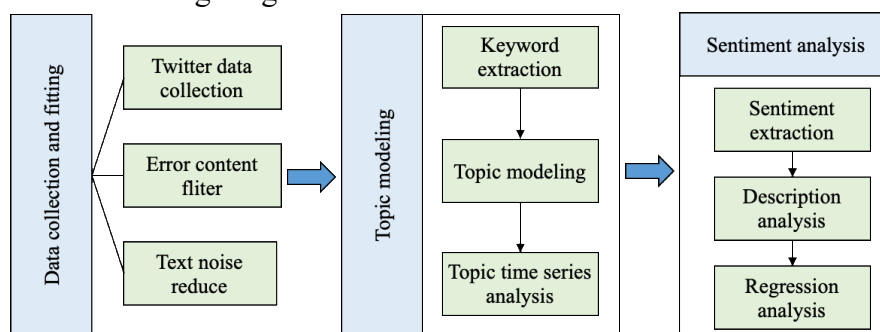 Data collection and fitting
Twitter data
collection
Error content
fliter
Text noise
reduce
Topic modeling
Keyword
extraction
Topic modeling
Topic time series
analysis
Sentiment analysis
Sentiment
extraction
Description
analysis
Regression
analysis